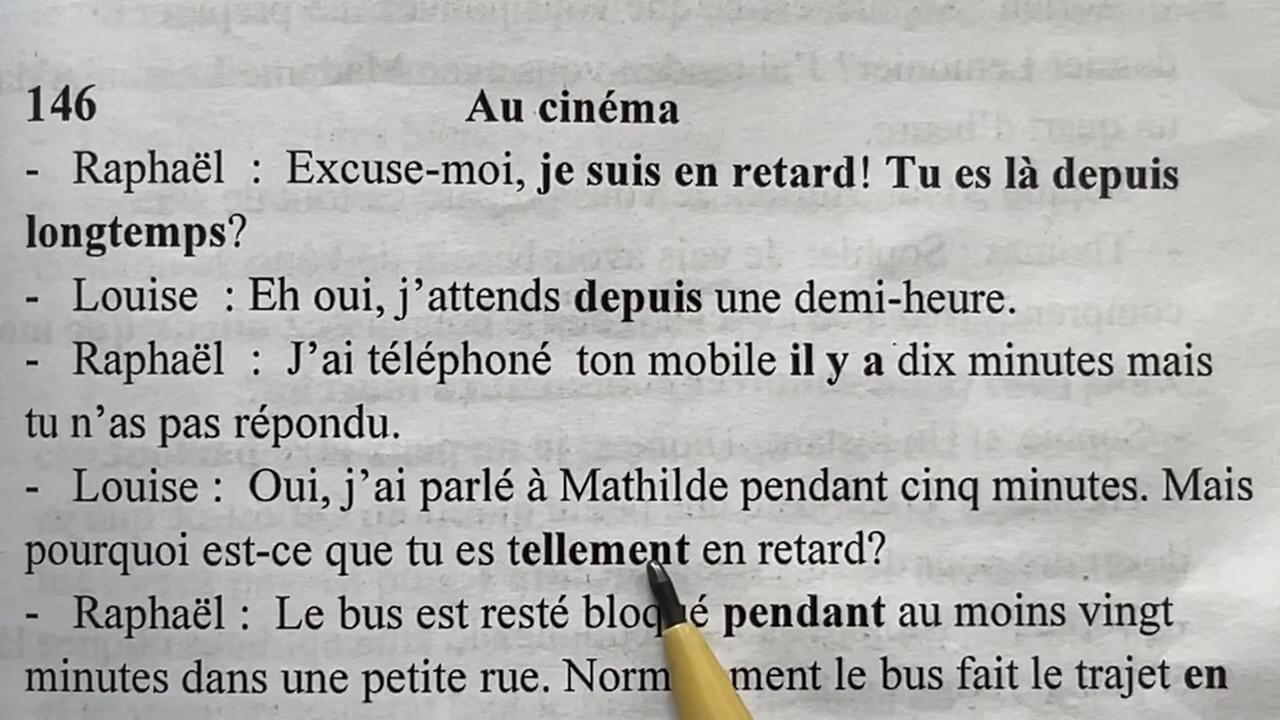 146 Au cinéma
- Raphaël : Excuse-moi, je suis en retard! Tu es là depuis
longtemps?
- Louise : Eh oui, j'attends depuis une demi-heure.
- Raphaël : J'ai téléphoné ton mobile il y a dix minutes mais
tu n'as pas répondu.
- Louise : Oui, j'ai parlé à Mathilde pendant cinq minutes. Mais
pourquoi est-ce que tu es tellement en retard?
- Raphaël : Le bus est resté bloqué pendant au moins vingt
minutes dans une petite rue. Normalement le bus fait le trajet en